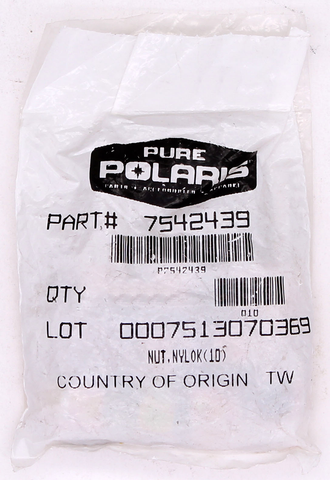 PURE
POLARIS
PARTS • ACCESSORIES • APPAREL
PART# 7542439
P7542439
QTY
010
LOT 0007513070369
NUT,NYLOK(10)
COUNTRY OF ORIGIN TW